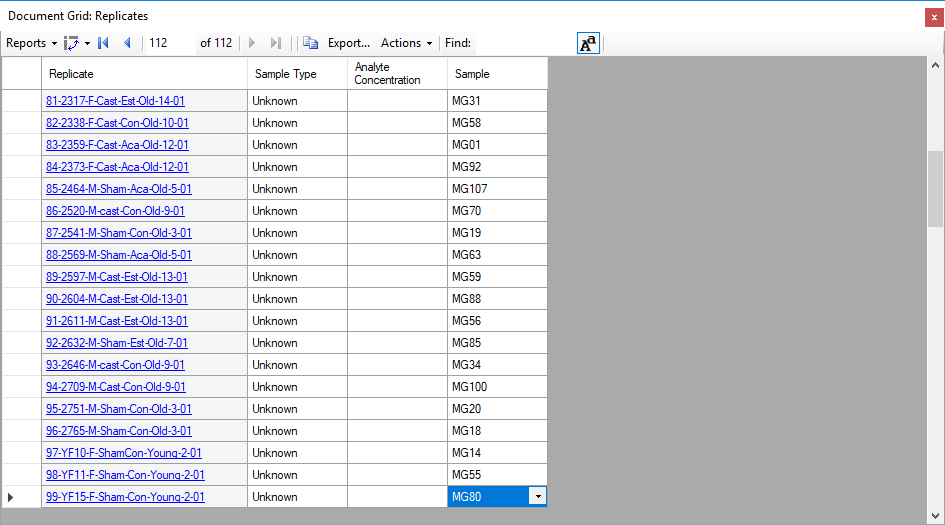 Document Grid: Replicates
x
Reports 112 of 112 Export... Actions Find: Aa
Replicate Sample Type Analyte Concentration Sample
81-2317-F-Cast-Est-Old-14-01 Unknown MG31
82-2338-F-Cast-Con-Old-10-01 Unknown MG58
83-2359-F-Cast-Aca-Old-12-01 Unknown MG01
84-2373-F-Cast-Aca-Old-12-01 Unknown MG92
85-2464-M-Sham-Aca-Old-5-01 Unknown MG107
86-2520-M-cast-Con-Old-9-01 Unknown MG70
87-2541-M-Sham-Con-Old-3-01 Unknown MG19
88-2569-M-Sham-Aca-Old-5-01 Unknown MG63
89-2597-M-Cast-Est-Old-13-01 Unknown MG59
90-2604-M-Cast-Est-Old-13-01 Unknown MG88
91-2611-M-Cast-Est-Old-13-01 Unknown MG56
92-2632-M-Sham-Est-Old-7-01 Unknown MG85
93-2646-M-cast-Con-Old-9-01 Unknown MG34
94-2709-M-Cast-Con-Old-9-01 Unknown MG100
95-2751-M-Sham-Con-Old-3-01 Unknown MG20
96-2765-M-Sham-Con-Old-3-01 Unknown MG18
97-YF10-F-ShamCon-Young-2-01 Unknown MG14
98-YF11-F-Sham-Con-Young-2-01 Unknown MG55
99-YF15-F-Sham-Con-Young-2-01 Unknown MG80